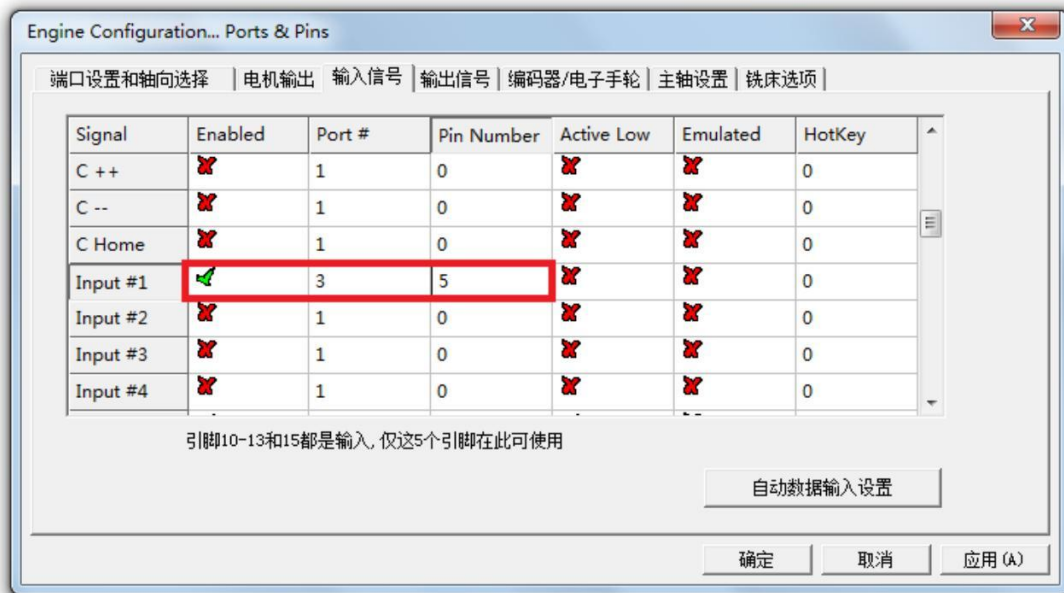 Engine Configuration... Ports & Pins
端口设置和轴向选择 电机输出 输入信号 输出信号 编码器/电子手轮 主轴设置 铣床选项
Signal Enabled Port # Pin Number Active Low Emulated HotKey
C ++ 1 0 0
C -- 1 0 0
C Home 1 0 0
Input #1 3 5 0
Input #2 1 0 0
Input #3 1 0 0
Input #4 1 0 0
引脚10-13和15都是输入,仅这5个引脚在此可使用
自动数据输入设置
确定 取消 应用(A)